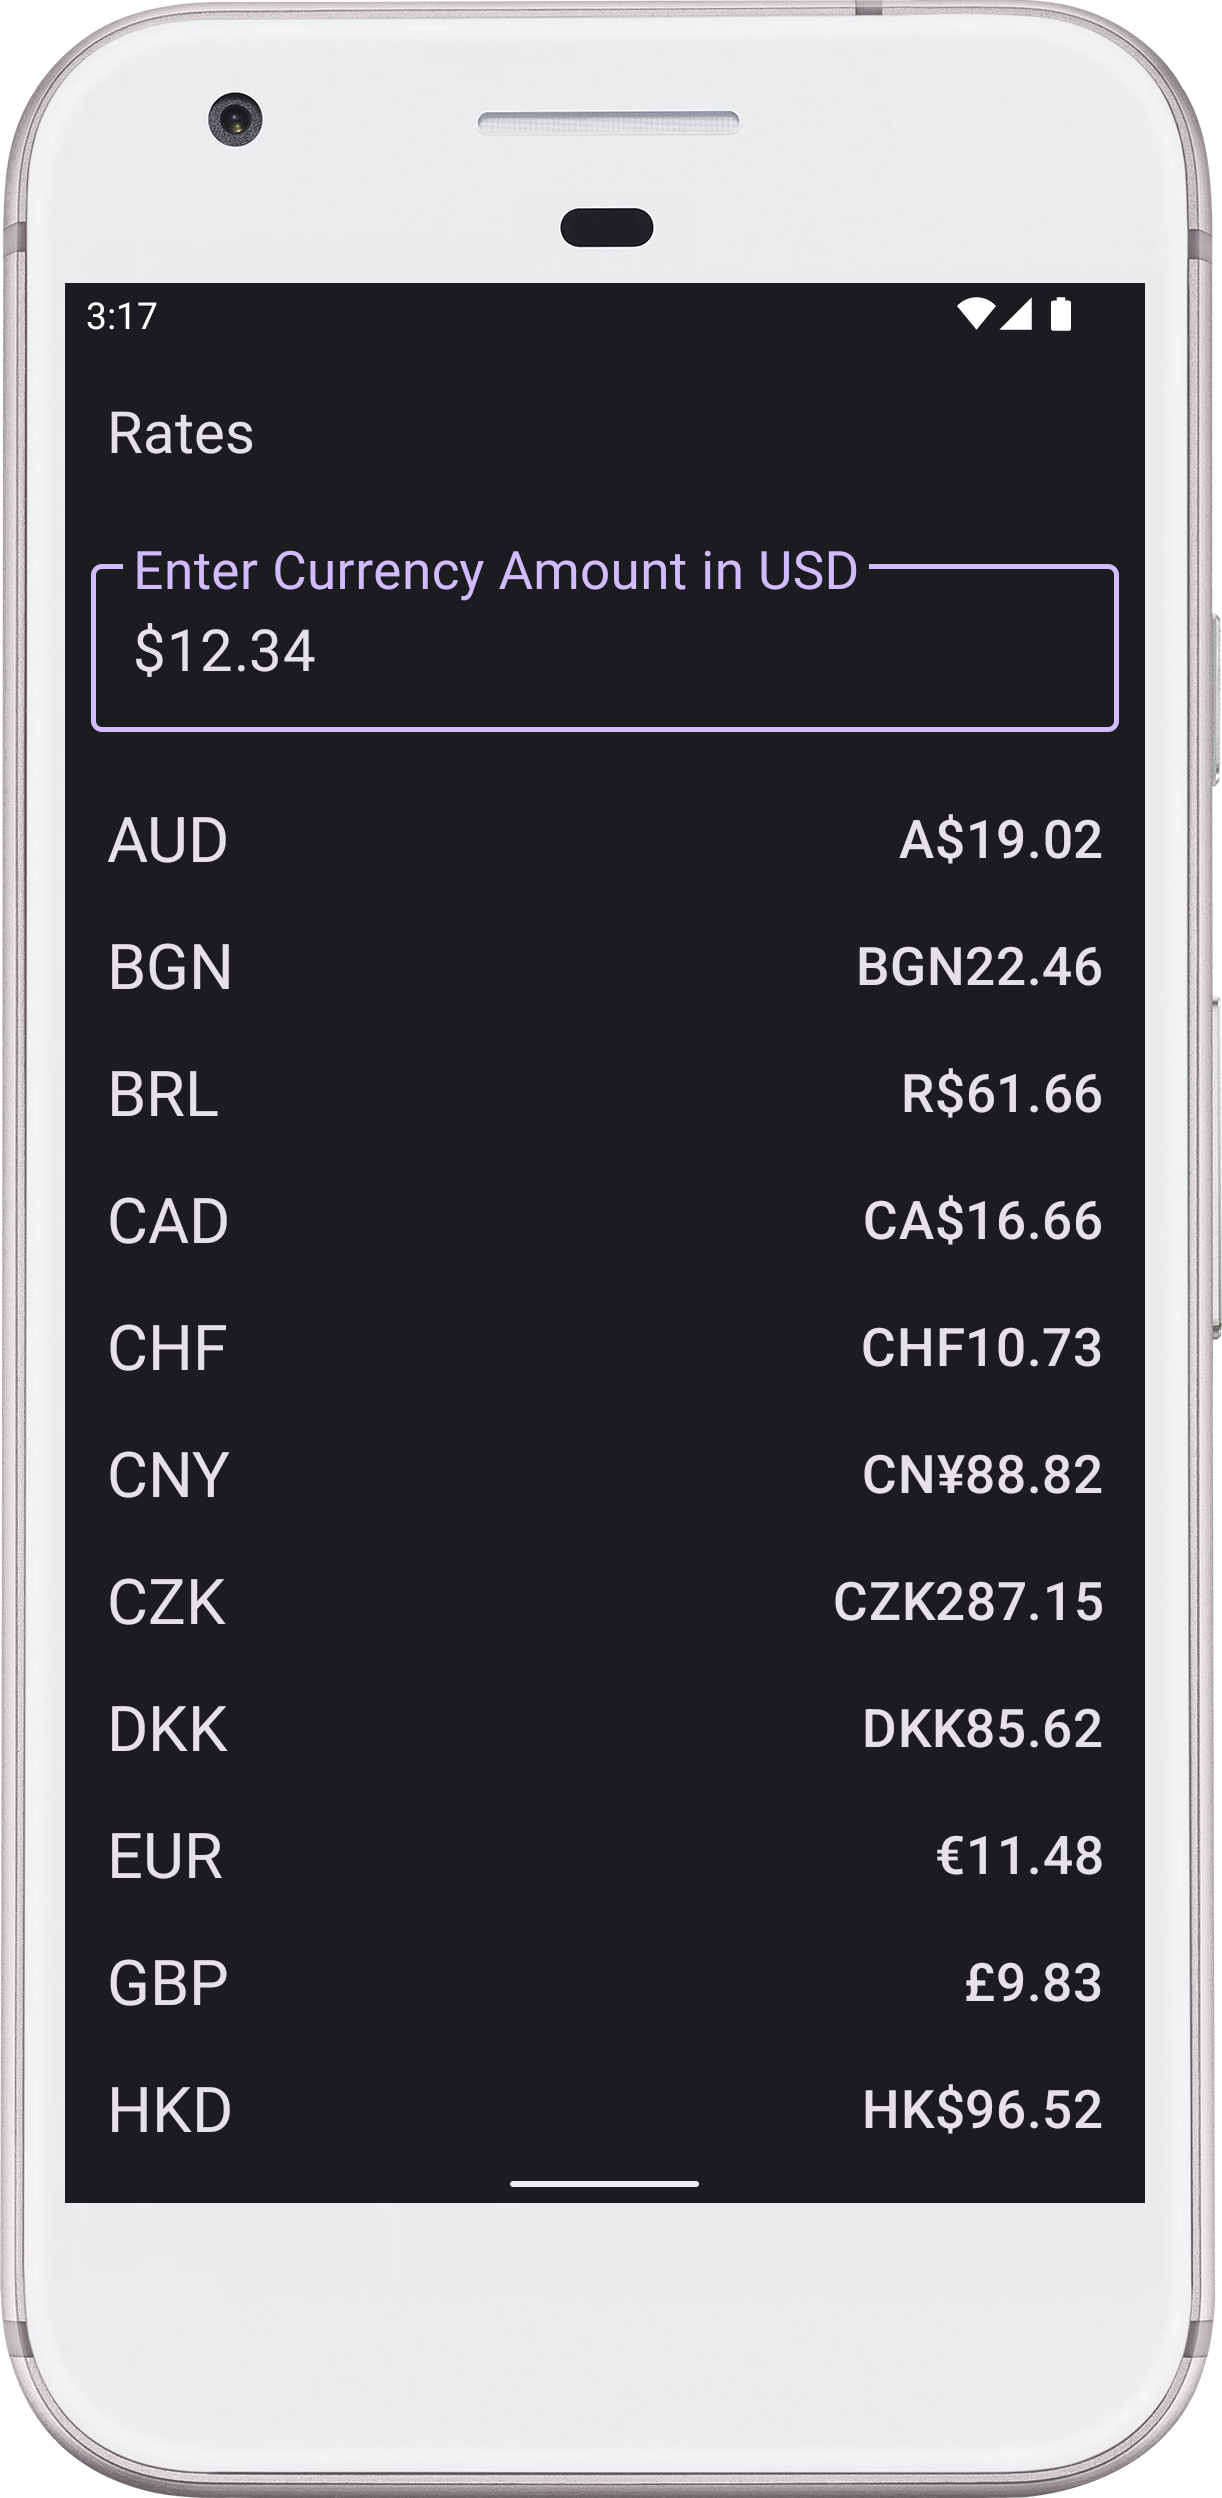 3:17
Rates
Enter Currency Amount in USD
$12.34
AUD A$19.02
BGN BGN22.46
BRL R$61.66
CAD CA$16.66
CHF CHF10.73
CNY CN¥88.82
CZK CZK287.15
DKK DKK85.62
EUR €11.48
GBP £9.83
HKD HK$96.52